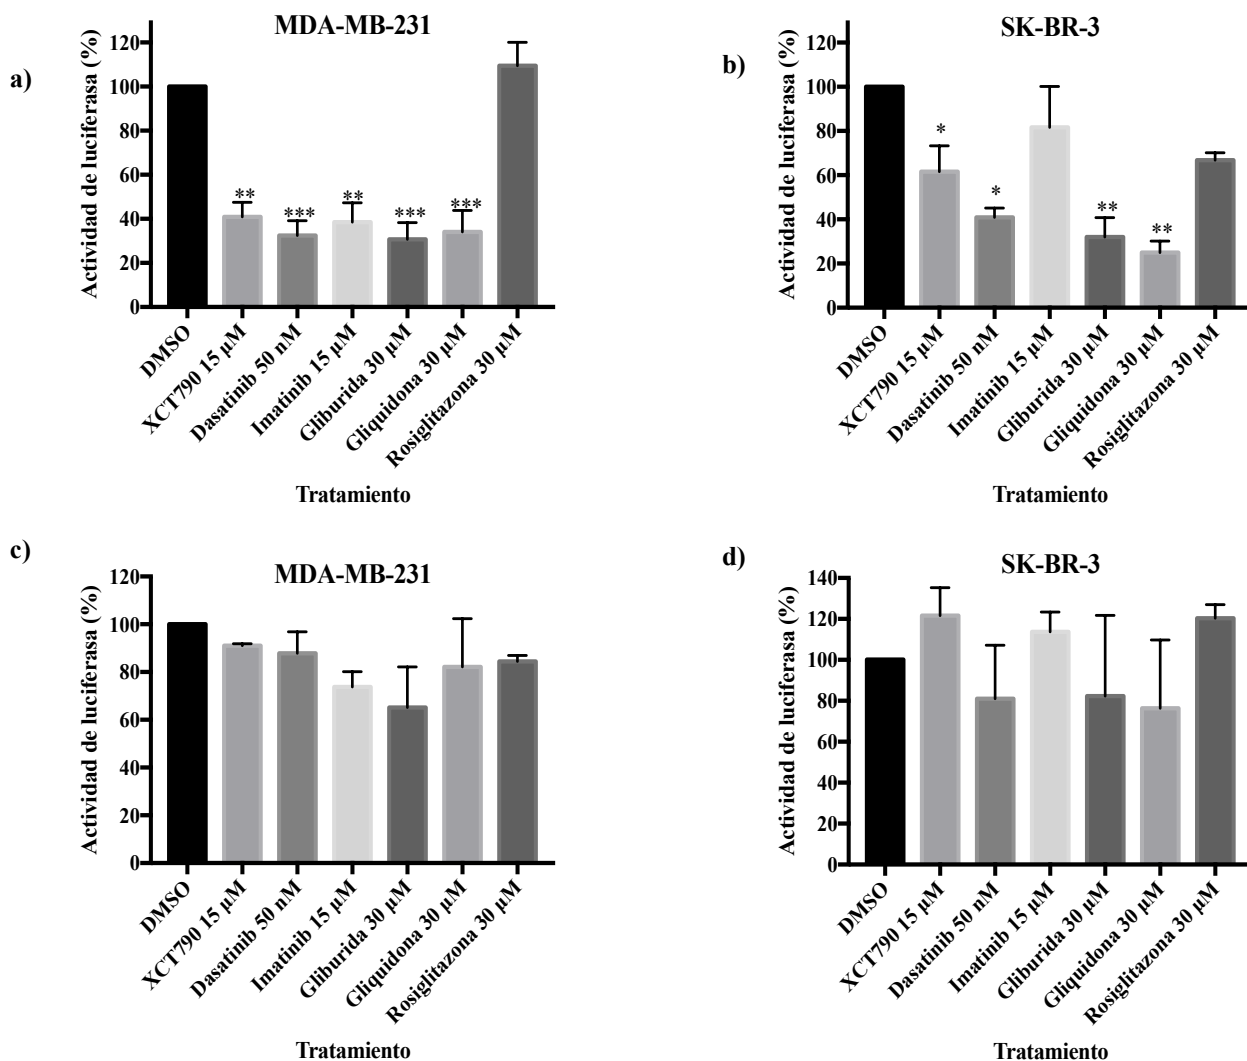 a)
MDA-MB-231
Actividad de luciferasa (%)
120
100
80
60
40
20
0
**
***
**
***
***
DMSO
XCT790 15 µM
Dasatinib 50 nM
Imatinib 15 µM
Gliburida 30 µM
Gliquidona 30 µM
Rosiglitazona 30 µM
Tratamiento
b)
SK-BR-3
Actividad de luciferasa (%)
120
100
80
60
40
20
0
*
*
**
**
DMSO
XCT790 15 µM
Dasatinib 50 nM
Imatinib 15 µM
Gliburida 30 µM
Gliquidona 30 µM
Rosiglitazona 30 µM
Tratamiento
c)
MDA-MB-231
Actividad de luciferasa (%)
120
100
80
60
40
20
0
DMSO
XCT790 15 µM
Dasatinib 50 nM
Imatinib 15 µM
Gliburida 30 µM
Gliquidona 30 µM
Rosiglitazona 30 µM
Tratamiento
d)
SK-BR-3
Actividad de luciferasa (%)
140
120
100
80
60
40
20
0
DMSO
XCT790 15 µM
Dasatinib 50 nM
Imatinib 15 µM
Gliburida 30 µM
Gliquidona 30 µM
Rosiglitazona 30 µM
Tratamiento